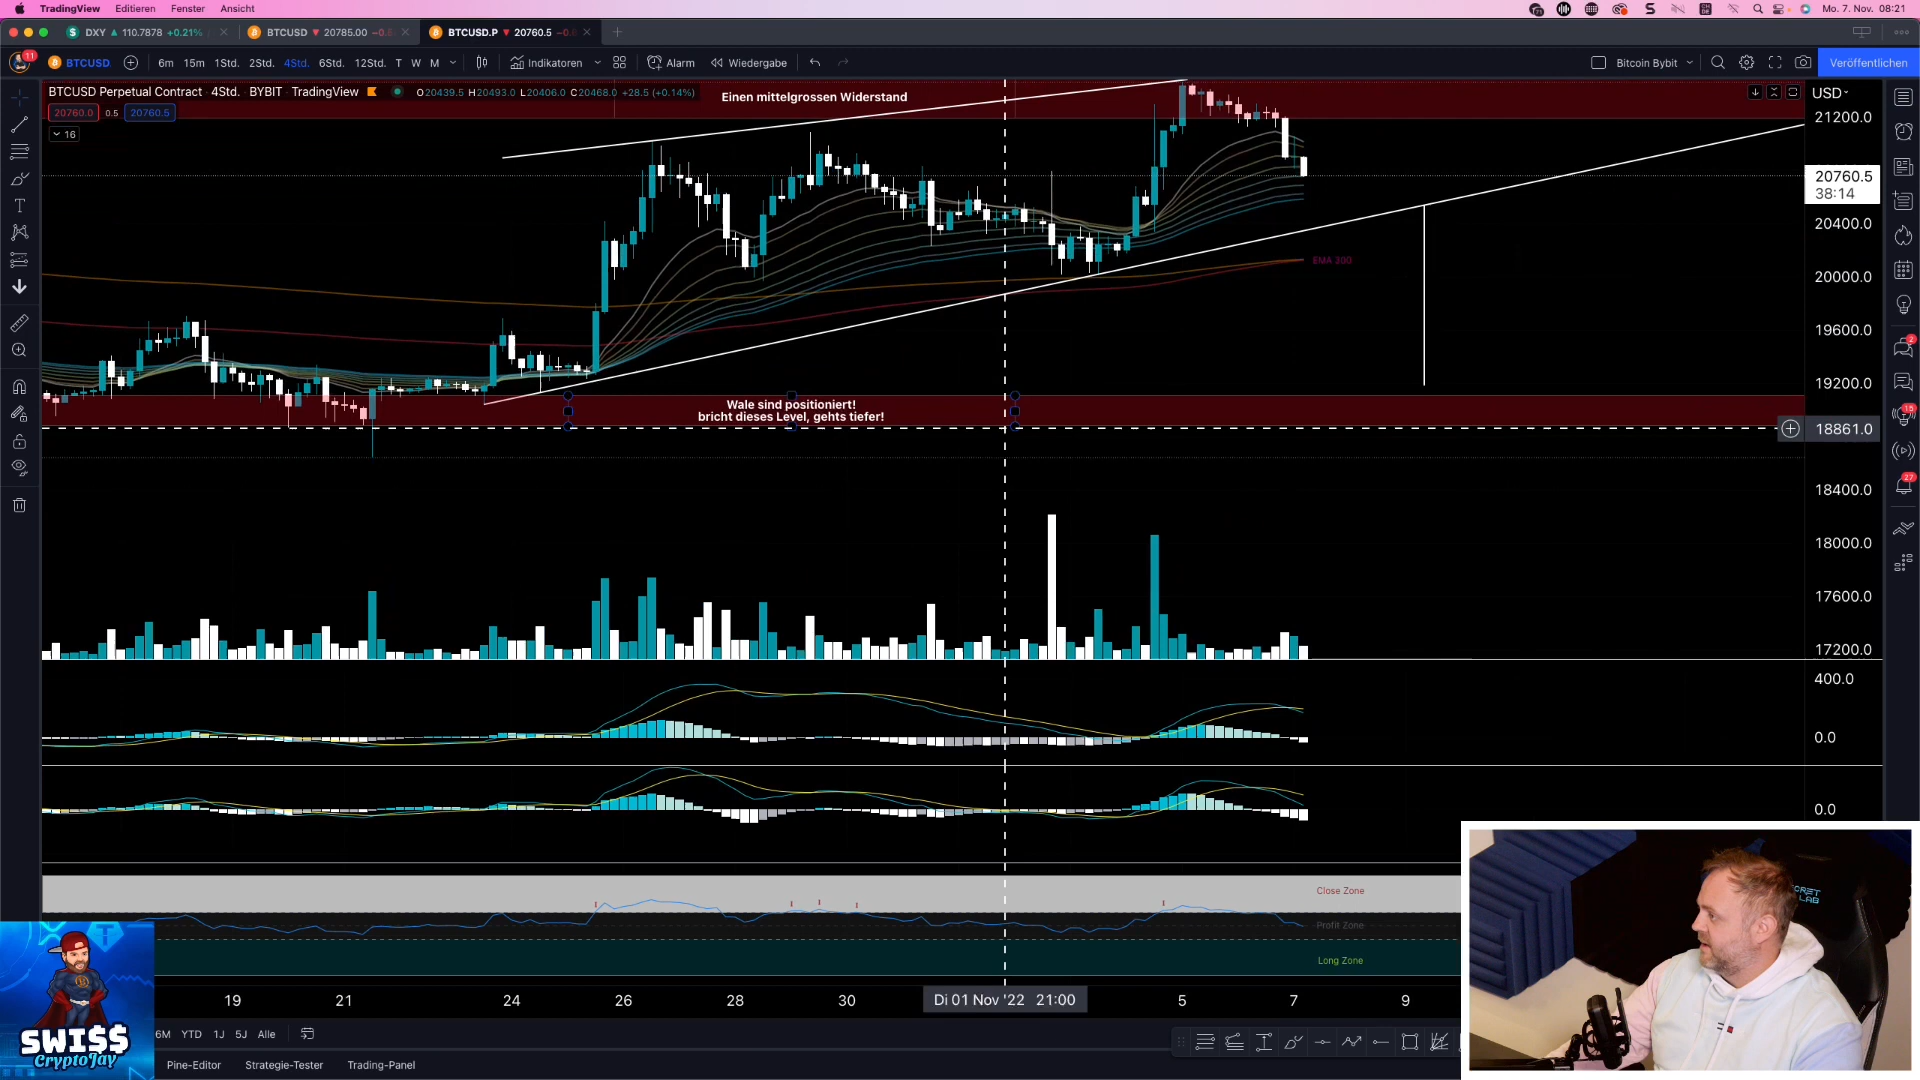 TradingView Editieren Fenster Ansicht
Mo. 7. Nov. 08:21
DXY 110.7878 +0.21%
BTCUSD 20785.00
BTCUSD.P 20760.5
11
BTCUSD 6m 15m 1Std. 2Std. 4Std. 6Std. 12Std. T W M Indikatoren Alarm Wiedergabe
Bitcoin Bybit Veröffentlichen
BTCUSD Perpetual Contract · 4Std. · BYBIT · TradingView
O20439.5 H20493.0 L20406.0 C20468.0 +28.5 (+0.14%)
20760.0 0.5 20760.5
16
Einen mittelgrossen Widerstand
USD
21200.0
20760.5
38:14
20400.0
20000.0
19600.0
19200.0
18861.0
18400.0
18000.0
17600.0
17200.0
400.0
0.0
0.0
EMA 300
Wale sind positioniert!
bricht dieses Level, gehts tiefer!
2
15
27
Close Zone
Profit Zone
Long Zone
19 21 24 26 28 30 Di 01 Nov '22 21:00 5 7 9
6M YTD 1J 5J Alle
Pine-Editor Strategie-Tester Trading-Panel
SWI$$
CryptoJay
LAB